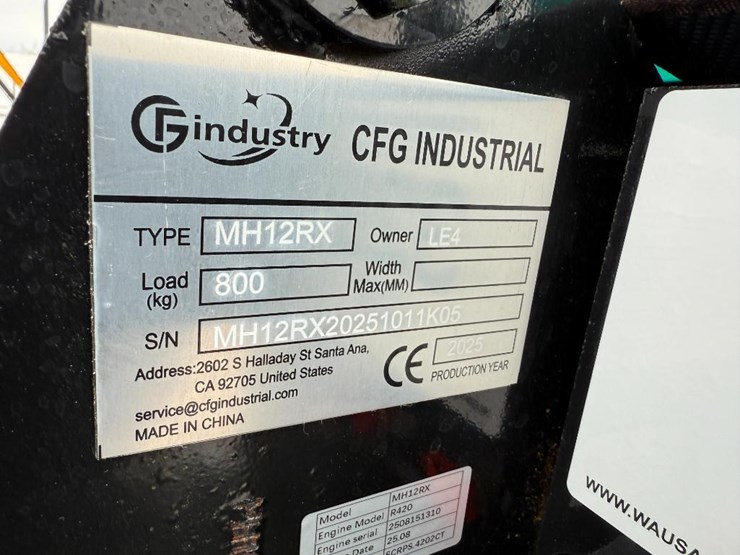 GFindustry CFG INDUSTRIAL
TYPE MH12RX Owner LE4
Load (kg) 800 Width Max(MM)
S/N MH12RX20251011K05
Address:2602 S Halladay St Santa Ana,
CA 92705 United States
CE 2025
PRODUCTION YEAR
service@cfgindustrial.com
MADE IN CHINA
Model MH12RX
Engine Model R420
Engine serial 2508151310
Date 25.08
SCRPS.4202CT
www.WAUSA